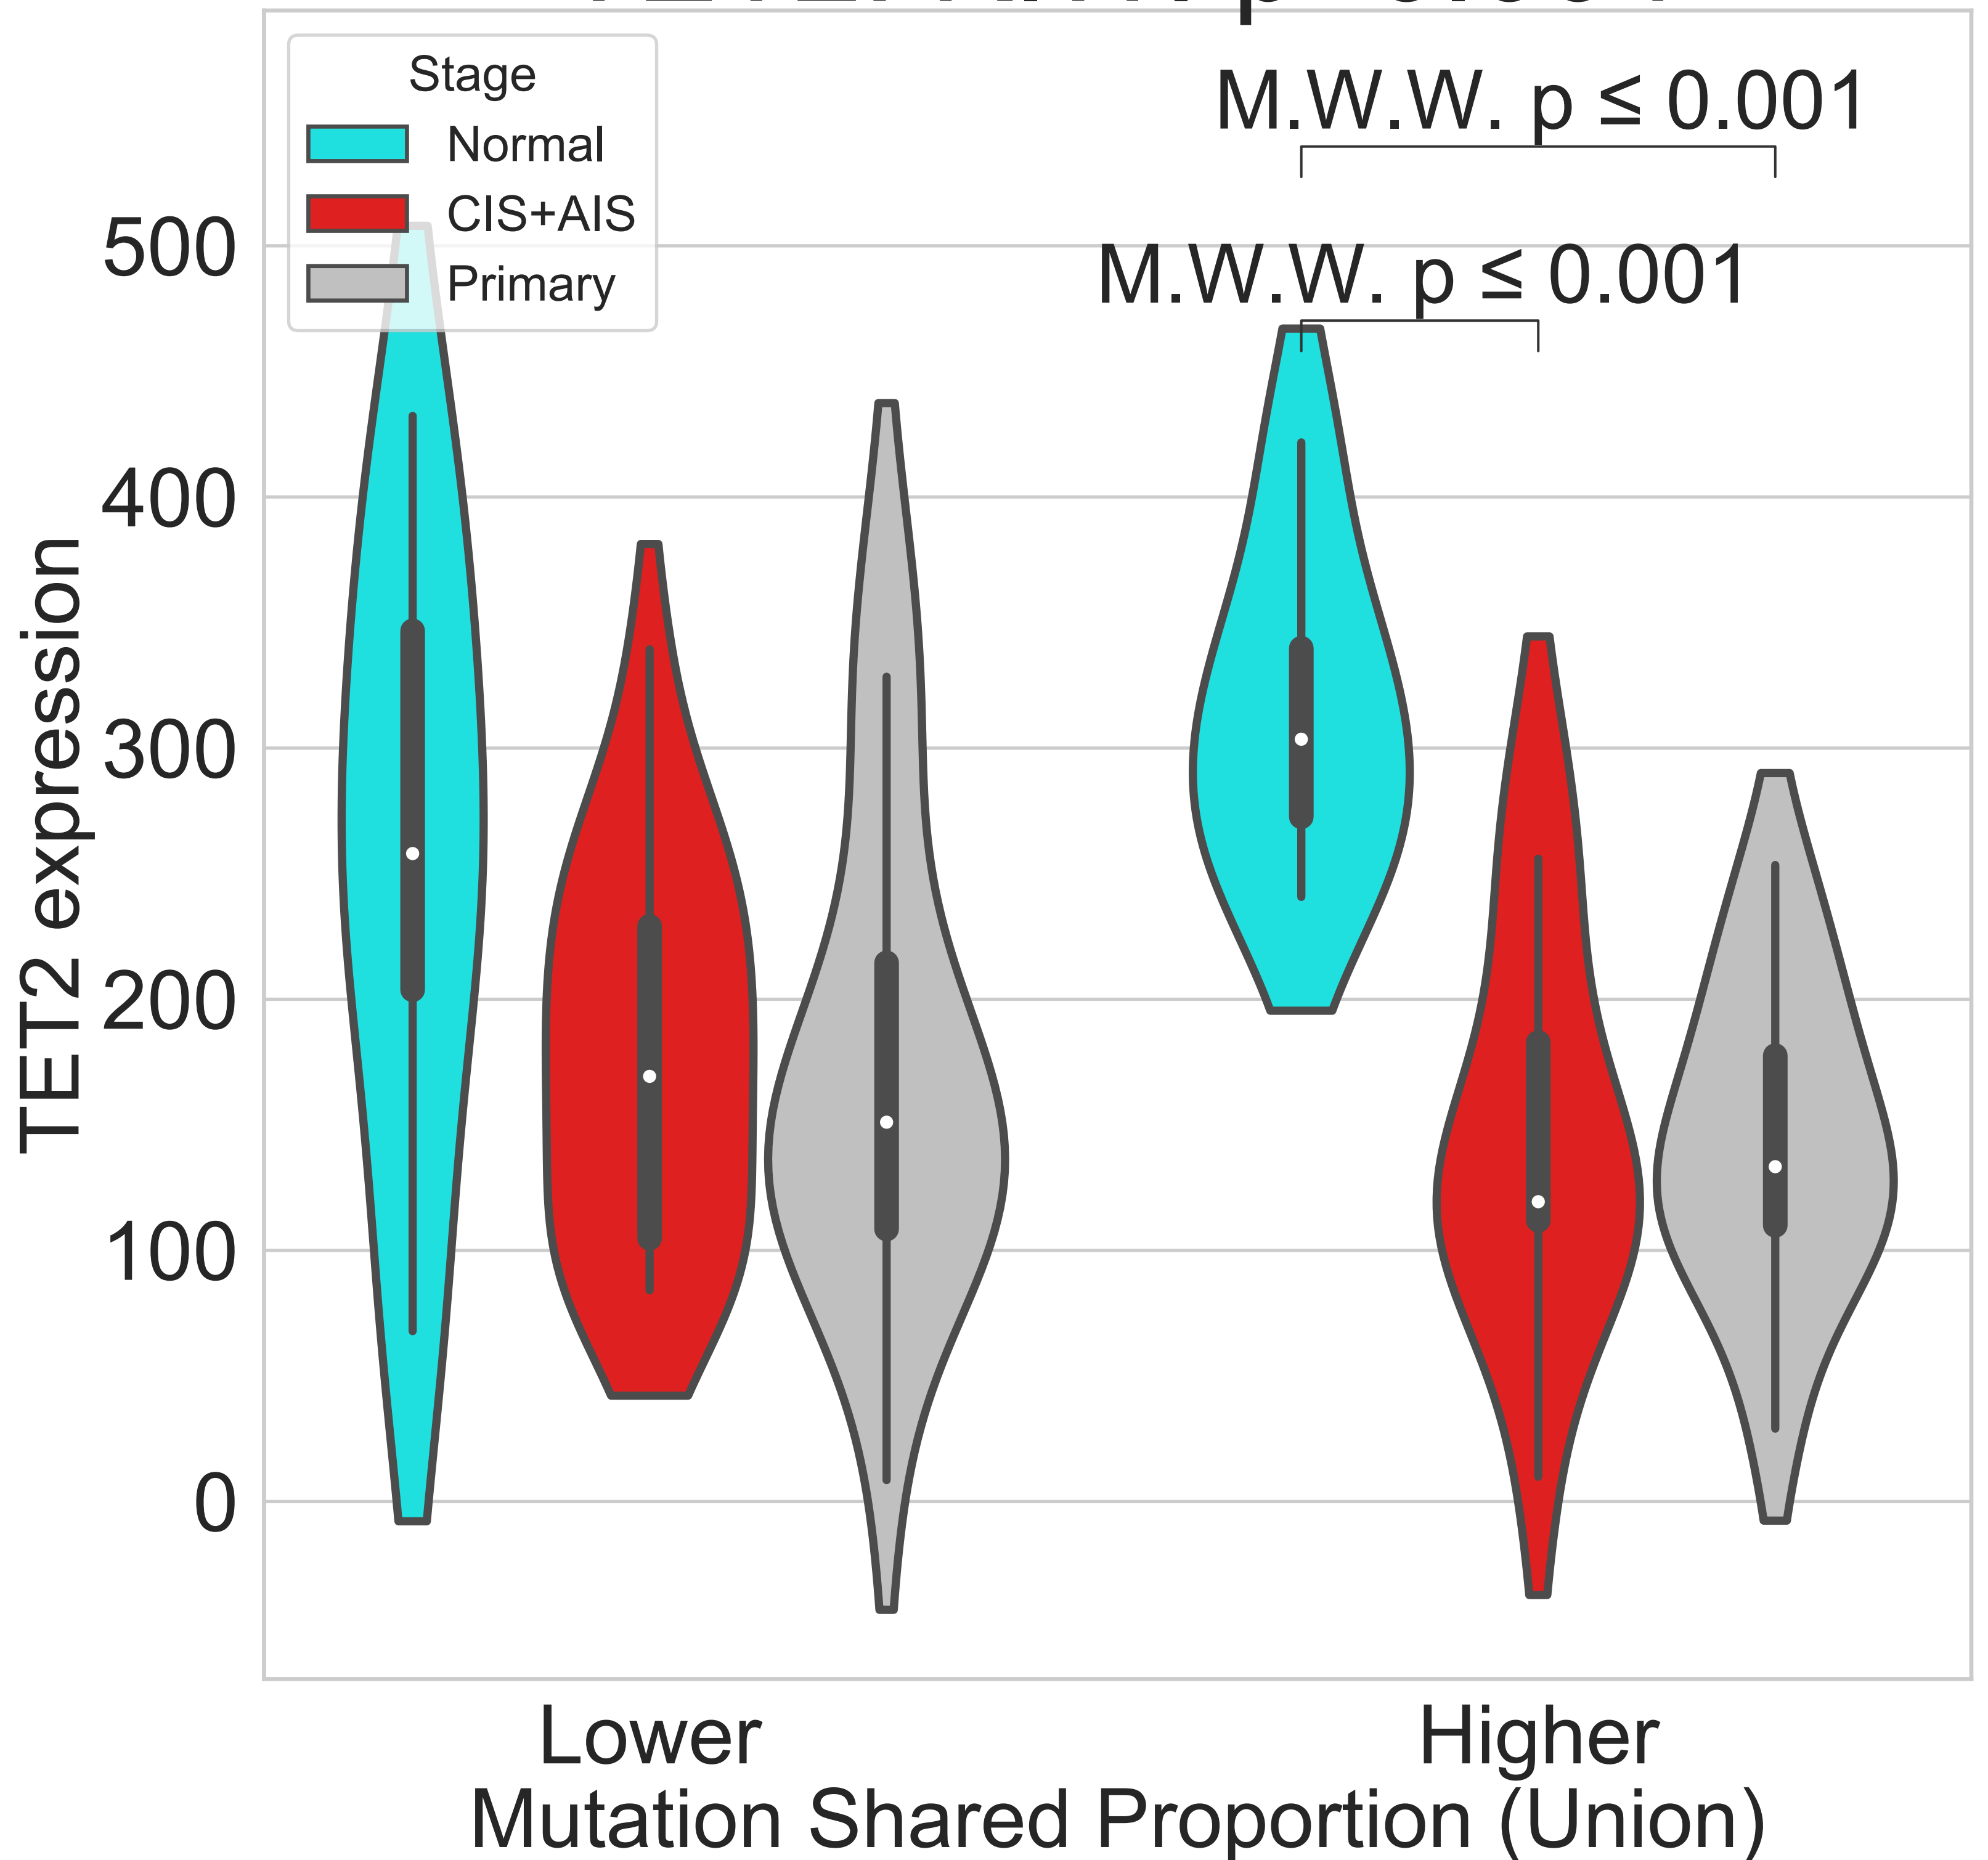 Stage
Normal
CIS+AIS
Primary
M.W.W. p ≤ 0.001
M.W.W. p ≤ 0.001
500
400
300
200
100
0
TET2 expression
Lower
Higher
Mutation Shared Proportion (Union)